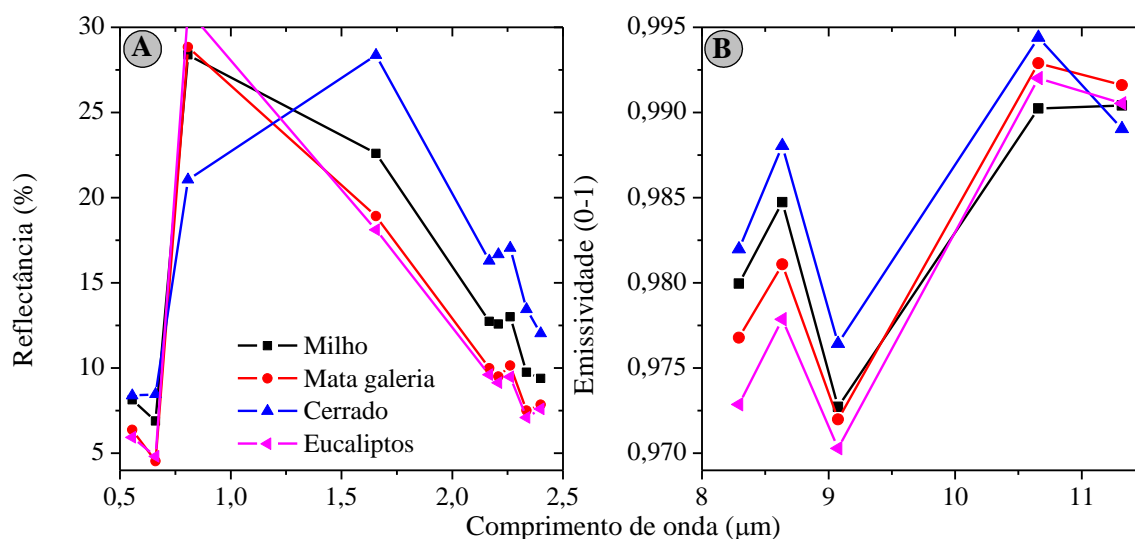 A
Reflectância (%)
30
25
20
15
10
5
0,5
1,0
1,5
2,0
2,5
Milho
Mata galeria
Cerrado
Eucaliptos
B
Emissividade (0-1)
0,995
0,990
0,985
0,980
0,975
0,970
8
9
10
11
Comprimento de onda (μm)